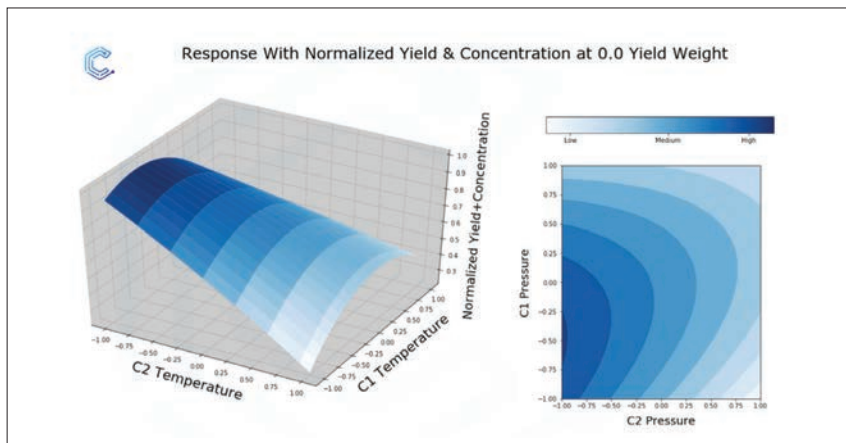 Response With Normalized Yield & Concentration at 0.0 Yield Weight
Normalized Yield+Concentration
1.0
0.9
0.8
0.7
0.6
0.5
0.4
0.3
−1.00 −0.75 −0.50 −0.25 0.00 0.25 0.50 0.75 1.00
C2 Temperature
−1.00 −0.75 −0.50 −0.25 0.00 0.25 0.50 0.75 1.00
C1 Temperature
Low Medium High
1.00
0.75
0.50
0.25
0.00
-0.25
-0.50
-0.75
-1.00
C1 Pressure
-1.00 -0.75 -0.50 -0.25 0.00 0.25 0.50 0.75 1.00
C2 Pressure